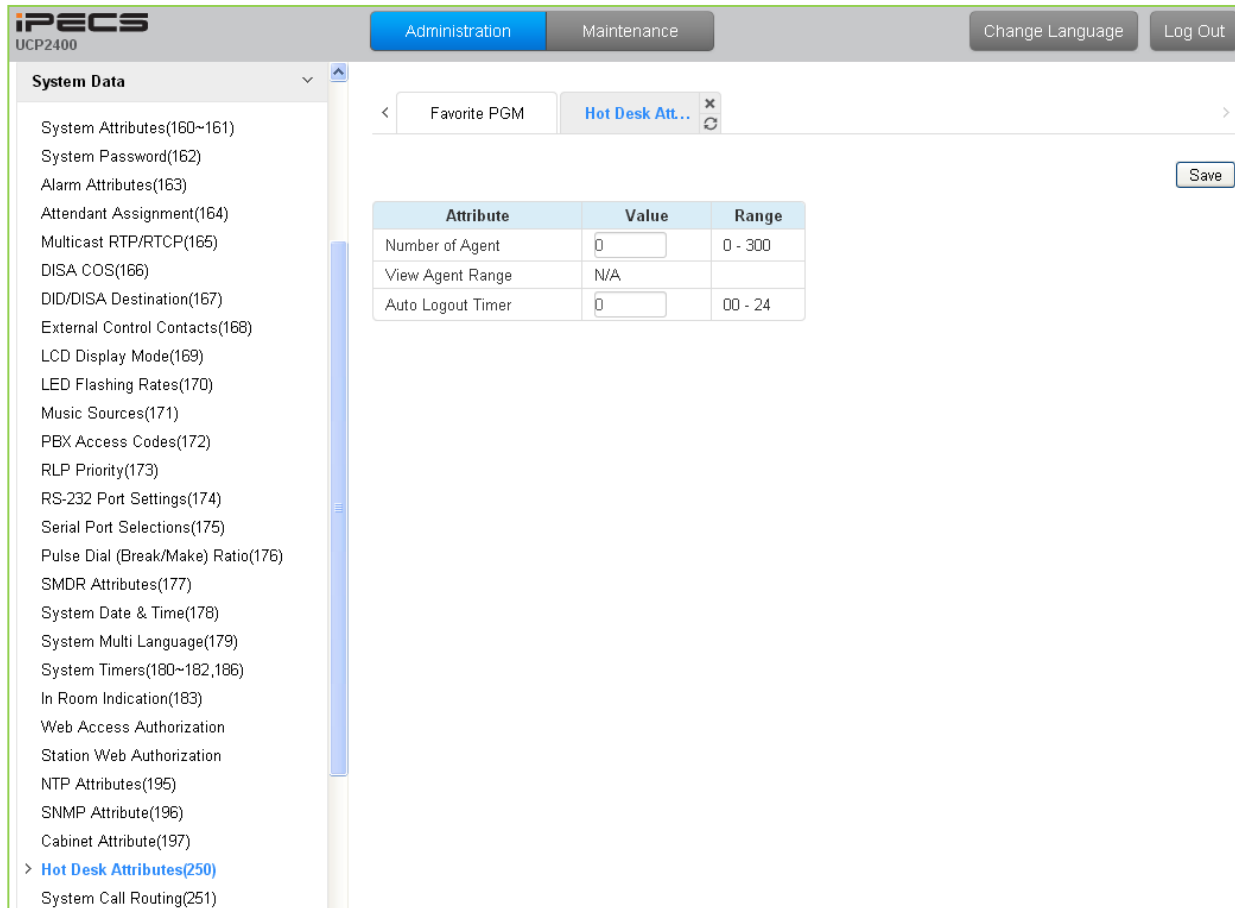 iPECS
UCP2400
Administration
Maintenance
Change Language
Log Out
System Data
System Attributes(160~161)
System Password(162)
Alarm Attributes(163)
Attendant Assignment(164)
Multicast RTP/RTCP(165)
DISA COS(166)
DID/DISA Destination(167)
External Control Contacts(168)
LCD Display Mode(169)
LED Flashing Rates(170)
Music Sources(171)
PBX Access Codes(172)
RLP Priority(173)
RS-232 Port Settings(174)
Serial Port Selections(175)
Pulse Dial (Break/Make) Ratio(176)
SMDR Attributes(177)
System Date & Time(178)
System Multi Language(179)
System Timers(180~182,186)
In Room Indication(183)
Web Access Authorization
Station Web Authorization
NTP Attributes(195)
SNMP Attribute(196)
Cabinet Attribute(197)
> Hot Desk Attributes(250)
System Call Routing(251)
< Favorite PGM
Hot Desk Att...
Save
Attribute Value Range
Number of Agent 0 0 - 300
View Agent Range N/A
Auto Logout Timer 0 00 - 24